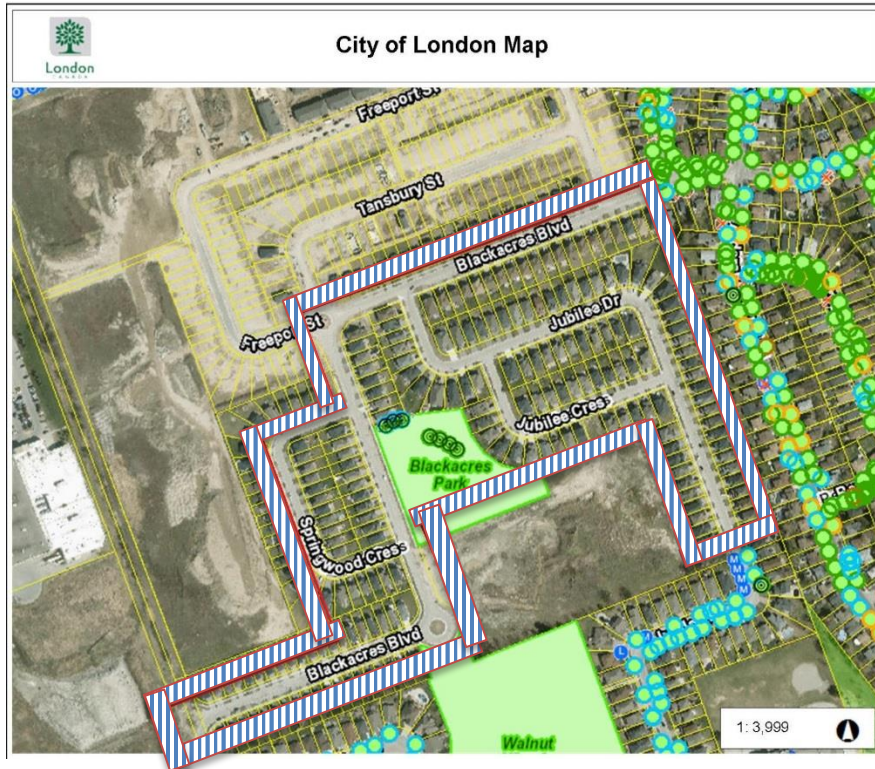 London
CANADA
City of London Map
Freeport St
Tansbury St
Blackacres Blvd
Freeport St
Jubilee Dr
Jubilee Cres
Blackacres
Park
Springwood Cres
Blackacres Blvd
M
M
M
M
L
M
Walnut
1: 3,999